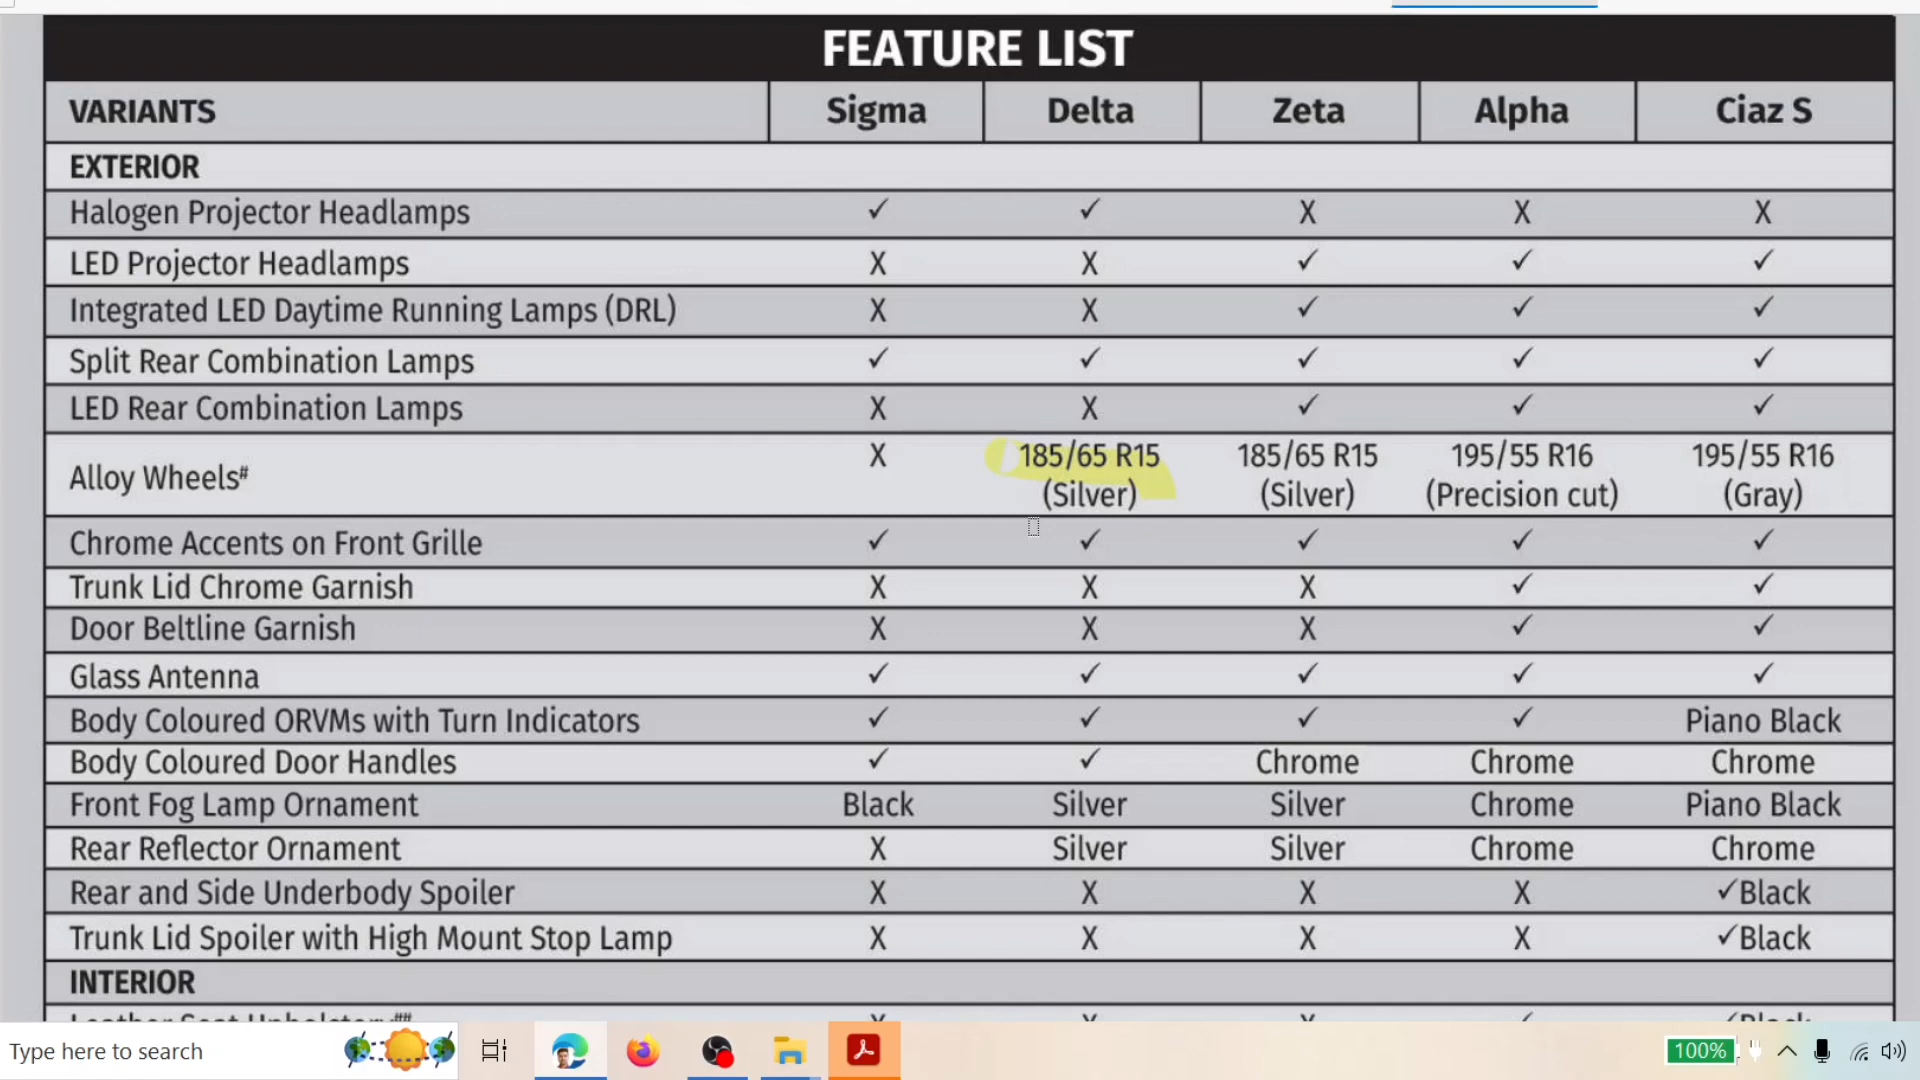 FEATURE LIST
VARIANTS Sigma Delta Zeta Alpha Ciaz S
EXTERIOR
Halogen Projector Headlamps ✓ ✓ X X X
LED Projector Headlamps X X ✓ ✓ ✓
Integrated LED Daytime Running Lamps (DRL) X X ✓ ✓ ✓
Split Rear Combination Lamps ✓ ✓ ✓ ✓ ✓
LED Rear Combination Lamps X X ✓ ✓ ✓
Alloy Wheels# X 185/65 R15 185/65 R15 195/55 R16 195/55 R16
(Silver) (Silver) (Precision cut) (Gray)
Chrome Accents on Front Grille ✓ ✓ ✓ ✓ ✓
Trunk Lid Chrome Garnish X X X ✓ ✓
Door Beltline Garnish X X X ✓ ✓
Glass Antenna ✓ ✓ ✓ ✓ ✓
Body Coloured ORVMs with Turn Indicators ✓ ✓ ✓ ✓ Piano Black
Body Coloured Door Handles ✓ ✓ Chrome Chrome Chrome
Front Fog Lamp Ornament Black Silver Silver Chrome Piano Black
Rear Reflector Ornament X Silver Silver Chrome Chrome
Rear and Side Underbody Spoiler X X X X ✓Black
Trunk Lid Spoiler with High Mount Stop Lamp X X X X ✓Black
INTERIOR
Type here to search 100%